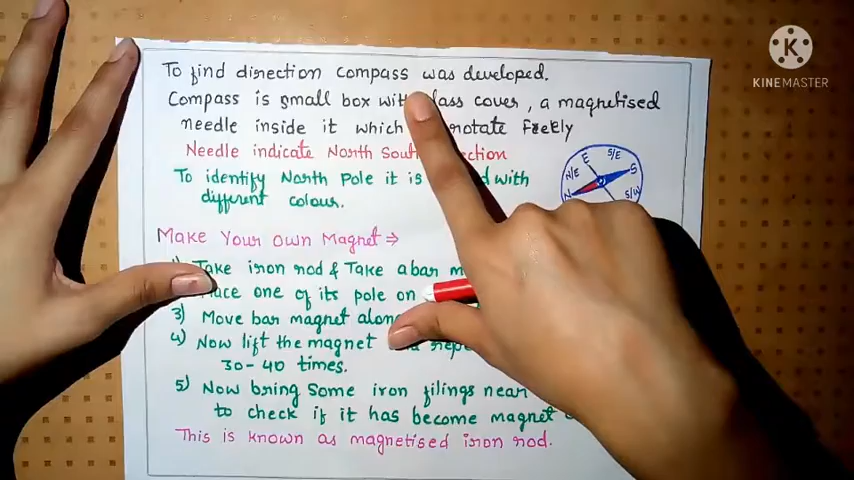 To find direction compass was developed.
Compass is small box with glass cover, a magnetised
needle inside it which rotate freely
Needle indicate North South direction
To identify North Pole it is with
different colour.
N N/E E S/E S S/W
Make Your own Magnet ⇒
Take iron rod & Take a bar
Place one of its pole on
3) Move bar magnet along
4) Now lift the magnet
30-40 times.
5) Now bring some iron filings near
to check if it has become magnet
This is known as magnetised iron rod.
K
KINEMASTER